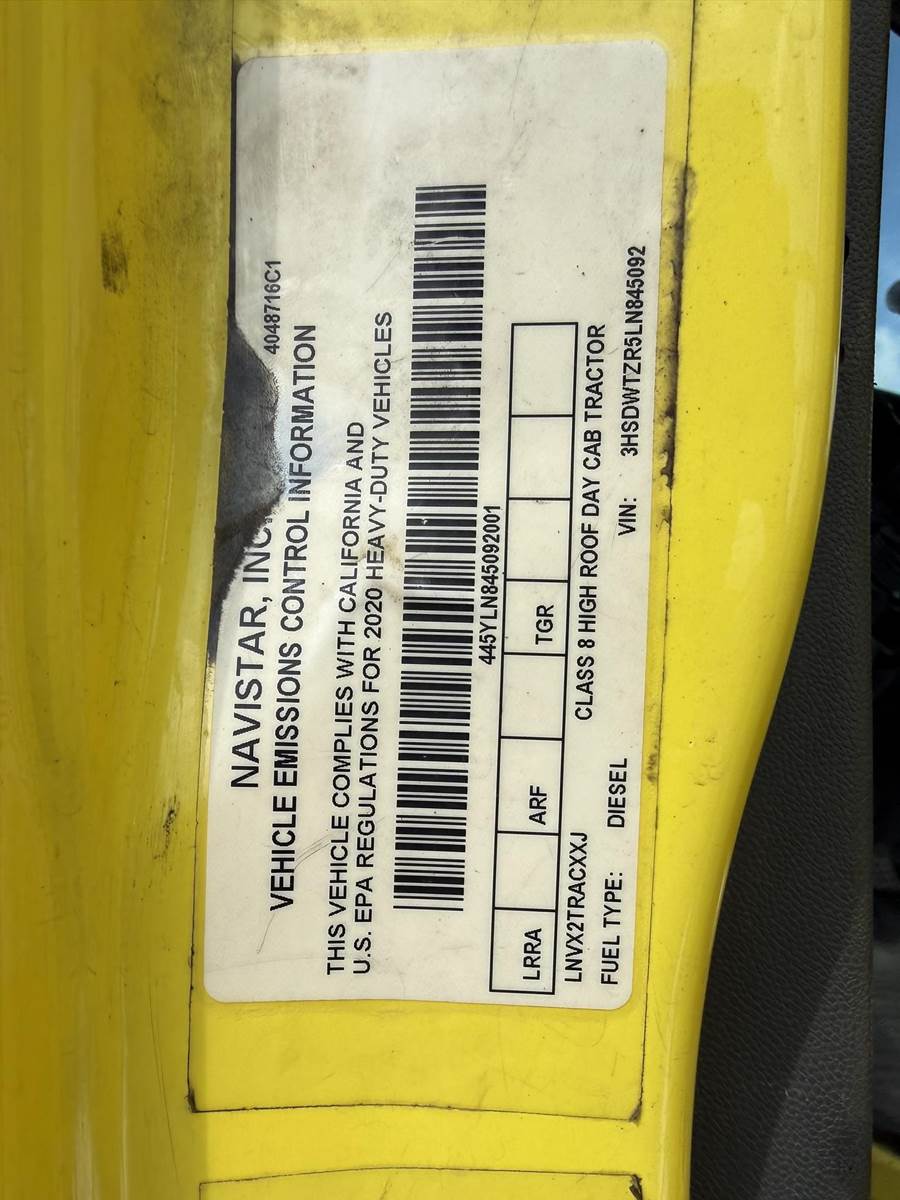 4048716C1
NAVISTAR, INC.
VEHICLE EMISSIONS CONTROL INFORMATION
THIS VEHICLE COMPLIES WITH CALIFORNIA AND
U.S. EPA REGULATIONS FOR 2020 HEAVY-DUTY VEHICLES
445YLN845092001
LRRA ARF TGR
LNVX2TRACXXJ CLASS 8 HIGH ROOF DAY CAB TRACTOR
FUEL TYPE: DIESEL VIN: 3HSDWTZR5LN845092